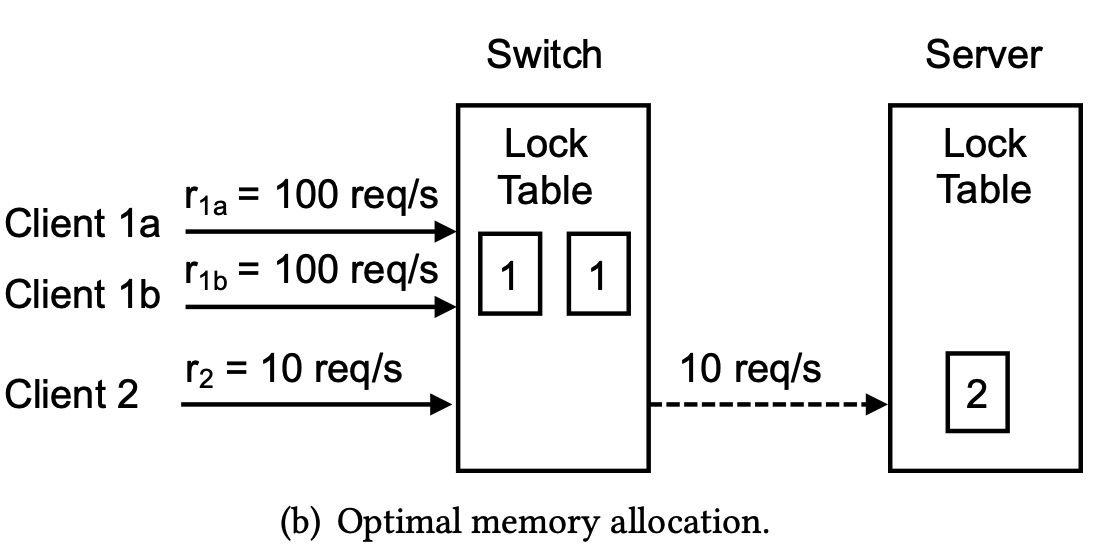 Switch
Server
Lock
Table
Lock
Table
Client 1a
r1a = 100 req/s
Client 1b
r1b = 100 req/s
1
1
Client 2
r2 = 10 req/s
10 req/s
2
(b) Optimal memory allocation.